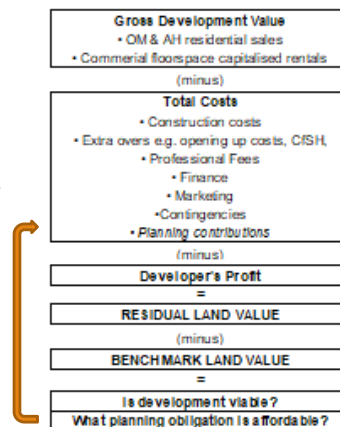 Gross Development Value
• OM & AH residential sales
• Commerial floorspace capitalised rentals
(minus)
Total Costs
• Construction costs
• Extra overs e.g. opening up costs, CfSH,
• Professional Fees
• Finance
• Marketing
•Contingencies
• Planning contributions
(minus)
Developer's Profit
=
RESIDUAL LAND VALUE
(minus)
BENCHMARK LAND VALUE
=
Is development viable?
What planning obligation is affordable?